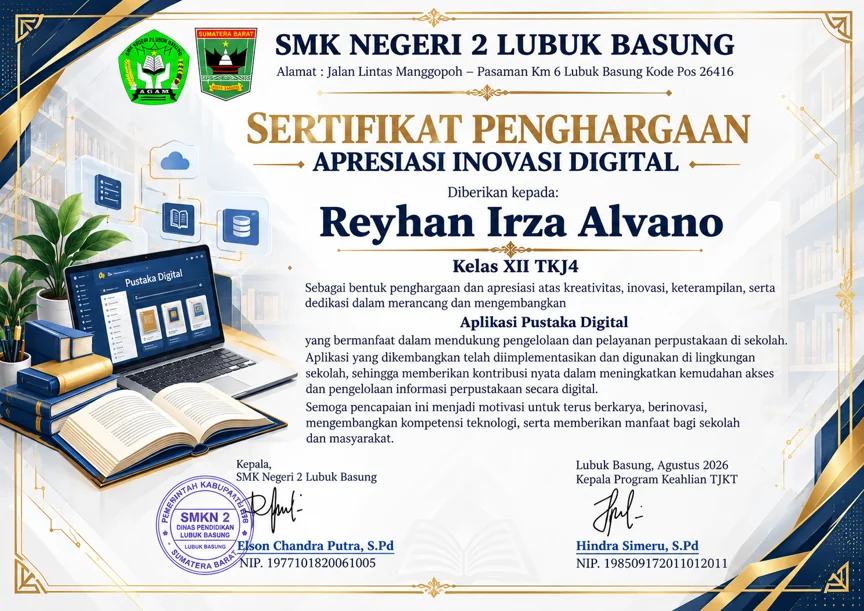 SMK NEGERI 2 LUBUK BASUNG
Alamat : Jalan Lintas Manggopoh – Pasaman Km 6 Lubuk Basung Kode Pos 26416
AGAM
SUMATERA BARAT
SERTIFIKAT PENGHARGAAN
APRESIASI INOVASI DIGITAL
Diberikan kepada:
Reyhan Irza Alvano
Kelas XII TKJ4
Pustaka Digital
Sebagai bentuk penghargaan dan apresiasi atas kreativitas, inovasi, keterampilan, serta
dedikasi dalam merancang dan mengembangkan
Aplikasi Pustaka Digital
yang bermanfaat dalam mendukung pengelolaan dan pelayanan perpustakaan di sekolah.
Aplikasi yang dikembangkan telah diimplementasikan dan digunakan di lingkungan
sekolah, sehingga memberikan kontribusi nyata dalam meningkatkan kemudahan akses
dan pengelolaan informasi perpustakaan secara digital.
Semoga pencapaian ini menjadi motivasi untuk terus berkarya, berinovasi,
mengembangkan kompetensi teknologi, serta memberikan manfaat bagi sekolah
dan masyarakat.
Kepala,
SMK Negeri 2 Lubuk Basung
PEMERINTAH KABUPATEN
SMKN 2
DINAS PENDIDIKAN
LUBUK BASUNG
LUBUK BASUNG
SUMATERA BARAT
Elson Chandra Putra, S.Pd
NIP. 1977101820061005
Lubuk Basung, Agustus 2026
Kepala Program Keahlian TJKT
Hindra Simeru, S.Pd
NIP. 198509172011012011